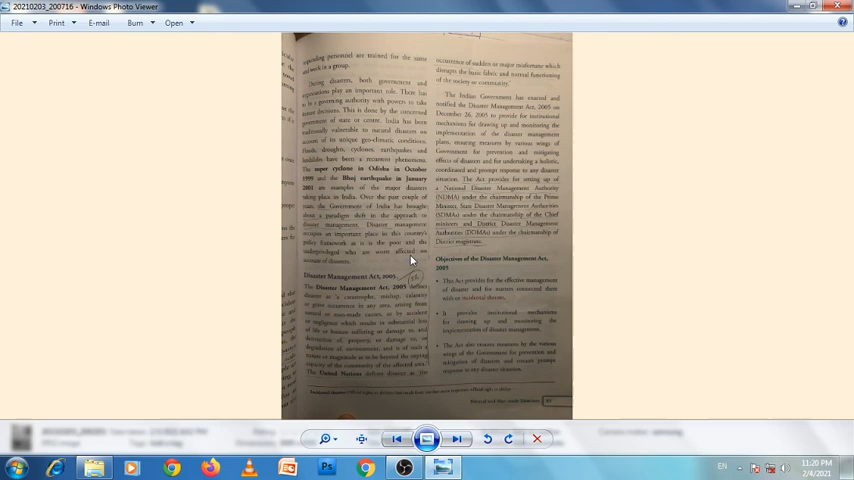 20210203_200716 - Windows Photo Viewer
File Print E-mail Burn Open
responding personnel are trained for the same
and work in a group.
During disasters, both government and
play an important role. There has
to be a governing authority with powers to take
decisions. This is done by the concerned
government of state or centre. India has been
traditionally vulnerable to natural disasters on
account of its unique geo-climatic conditions.
Floods, droughts, cyclones, earthquakes and
landslides have been a recurrent phenomena.
The super cyclone in Odisha in October
1999 and the Bhuj earthquake in January
2001 are examples of the major disasters
taking place in India. Over the past couple of
years, the Government of India has brought
about a paradigm shift in the approach to
disaster management. Disaster management
occupies an important place in this country's
policy framework as it is the poor and the
underprivileged who are worst affected on
account of disasters.
Disaster Management Act, 2005
The Disaster Management Act, 2005 defines
disaster as 'a catastrophe, mishap, calamity
or grave occurrence in any area, arising from
natural or man-made causes, or by accident
or negligence which results in substantial loss
of life or human suffering or damage to, and
destruction of, property, or damage to, or
degradation of, environment, and is of such a
nature or magnitude as to be beyond the coping
capacity of the community of the affected area.'
The United Nations defines disaster as 'the
occurrence of sudden or major misfortune which
disrupts the basic fabric and normal functioning
of the society or community.'
The Indian Government has enacted and
notified the Disaster Management Act, 2005 on
December 26, 2005 to provide for institutional
mechanisms for drawing up and monitoring the
implementation of the disaster management
plans, ensuring measures by various wings of
Government for prevention and mitigating
effects of disasters and for undertaking a holistic,
coordinated and prompt response to any disaster
situation. The Act provides for setting up of
a National Disaster Management Authority
(NDMA) under the chairmanship of the Prime
Minister, State Disaster Management Authorities
(SDMAs) under the chairmanship of the Chief
ministers and District Disaster Management
Authorities (DDMAs) under the chairmanship of
District magistrate.
Objectives of the Disaster Management Act,
2005
• This Act provides for the effective management
of disaster and for matters connected there
with or incidental thereto.
• It provides institutional mechanisms
for drawing up and monitoring the
implementation of disaster management.
• The Act also ensures measures by the various
wings of the Government for prevention and
mitigation of disasters and ensures prompt
response to any disaster situation.
EN
11:20 PM
2/4/2021